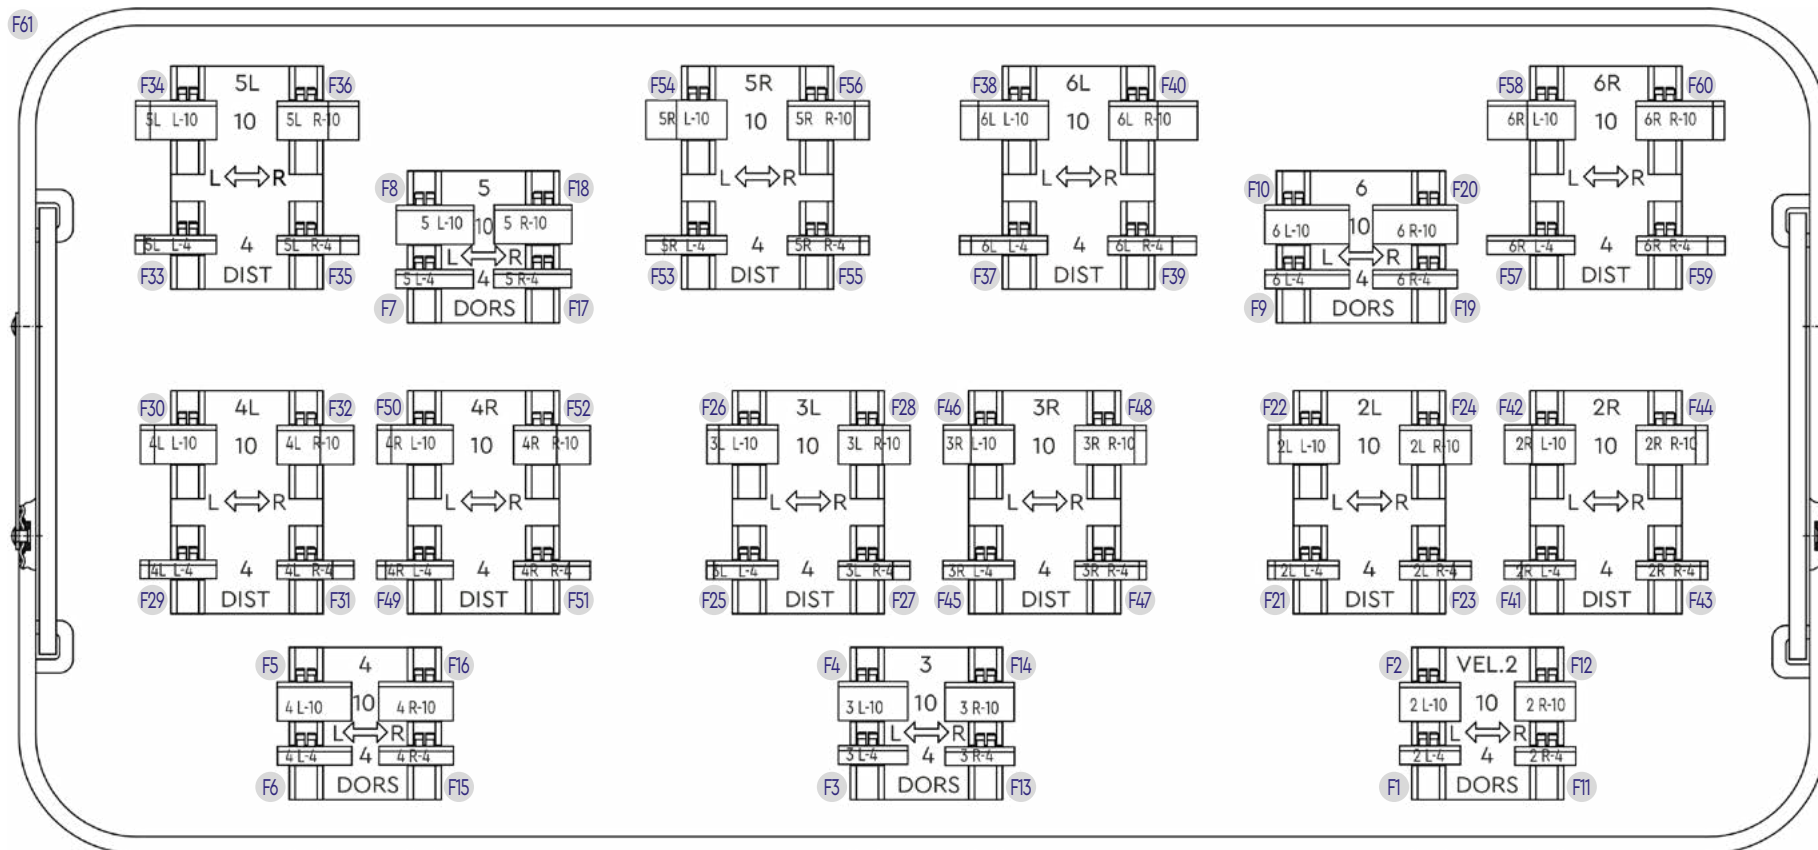 F61
F34 5L F36
5L L-10 10 5L R-10
L R
5L L-4 4 5L R-4
F33 DIST F35
F8 5 F18
5 L-10 10 5 R-10
L R
5 L-4 4 5 R-4
F7 DORS F17
F54 5R F56
5R L-10 10 5R R-10
L R
5R L-4 4 5R R-4
F53 DIST F55
F38 6L F40
6L L-10 10 6L R-10
L R
6L L-4 4 6L R-4
F37 DIST F39
F10 6 F20
6 L-10 10 6 R-10
L R
6 L-4 4 6 R-4
F9 DORS F19
F58 6R F60
6R L-10 10 6R R-10
L R
6R L-4 4 6R R-4
F57 DIST F59
F30 4L F32
4L L-10 10 4L R-10
L R
4L L-4 4 4L R-4
F29 DIST F31
F50 4R F52
4R L-10 10 4R R-10
L R
4R L-4 4 4R R-4
F49 DIST F51
F26 3L F28
3L L-10 10 3L R-10
L R
3L L-4 4 3L R-4
F25 DIST F27
F46 3R F48
3R L-10 10 3R R-10
L R
3R L-4 4 3R R-4
F45 DIST F47
F22 2L F24
2L L-10 10 2L R-10
L R
2L L-4 4 2L R-4
F21 DIST F23
F42 2R F44
2R L-10 10 2R R-10
L R
2R L-4 4 2R R-4
F41 DIST F43
F5 4 F16
4 L-10 10 4 R-10
L R
4 L-4 4 4 R-4
F6 DORS F15
F4 3 F14
3 L-10 10 3 R-10
L R
3 L-4 4 3 R-4
F3 DORS F13
F2 VEL.2 F12
2 L-10 10 2 R-10
L R
2 L-4 4 2 R-4
F1 DORS F11